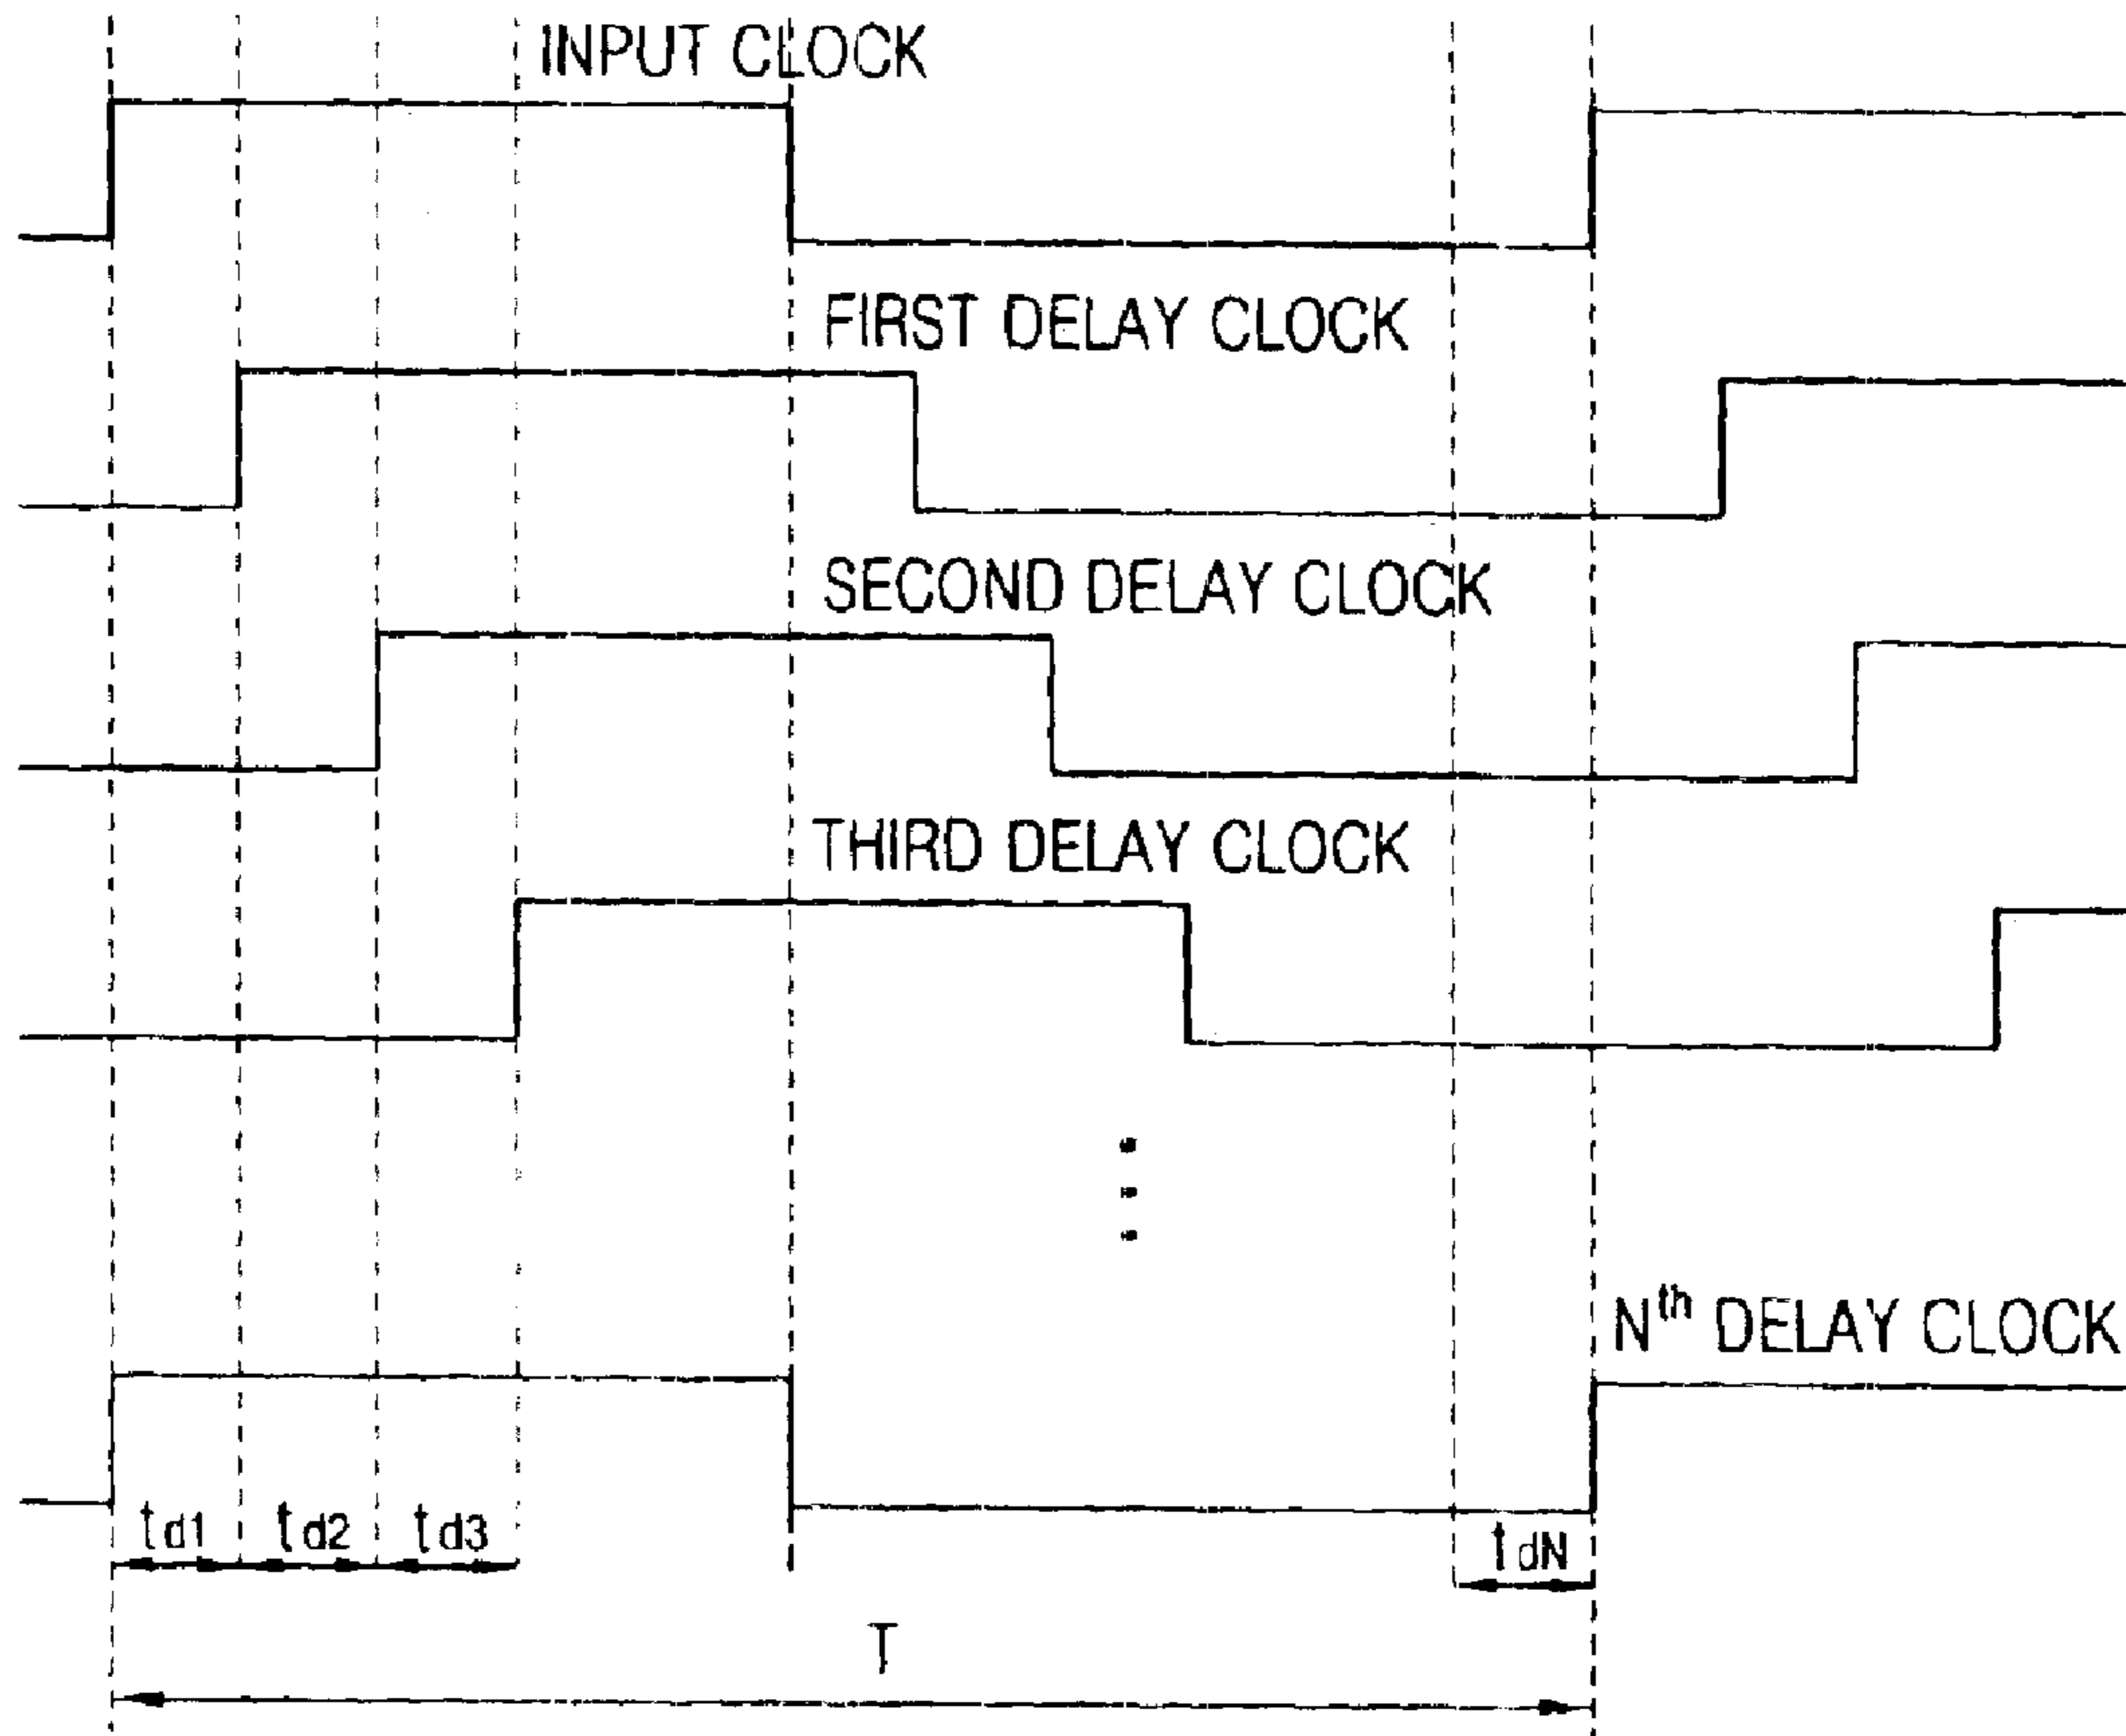 INPUT CLOCK
FIRST DELAY CLOCK
SECOND DELAY CLOCK
THIRD DELAY CLOCK
Nth DELAY CLOCK
td1 td2 td3
tdN
T